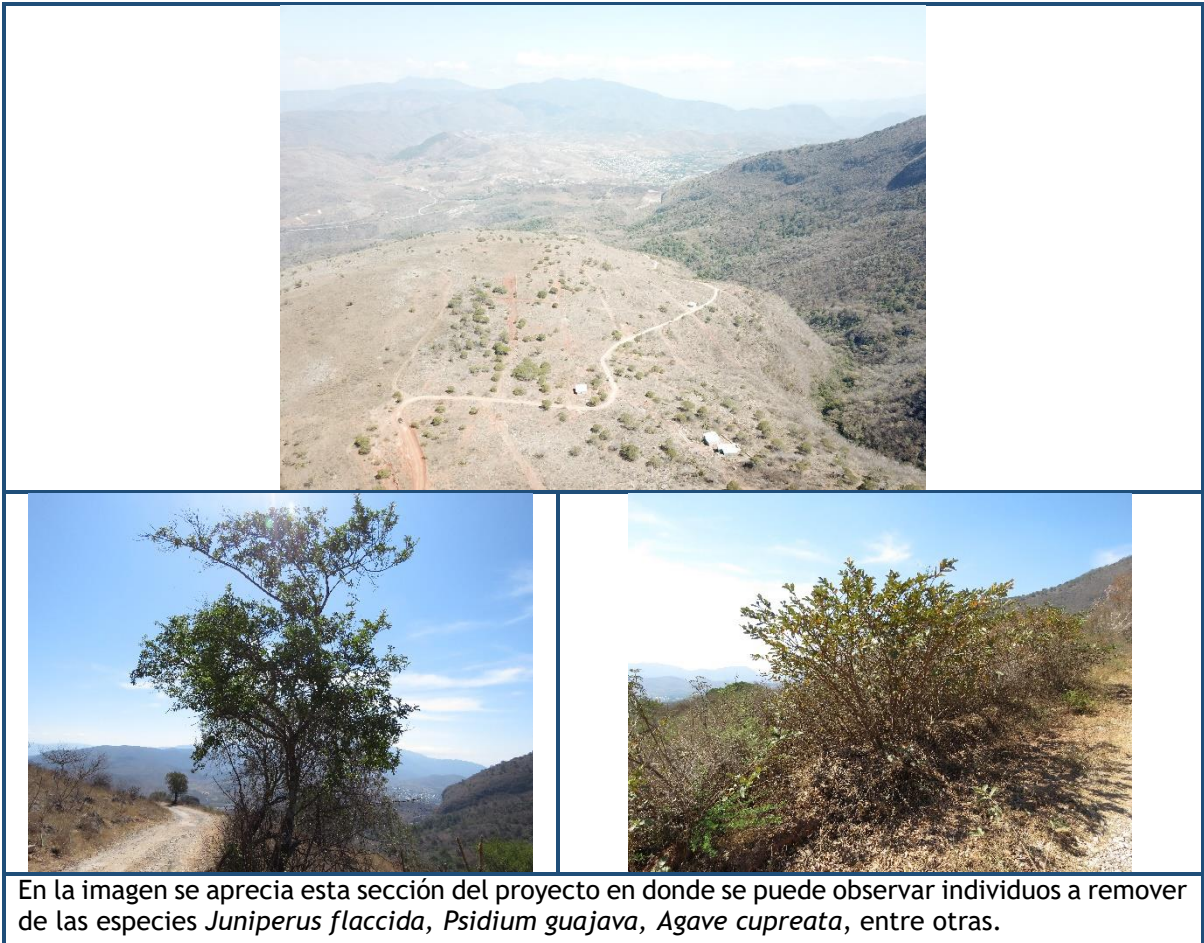 En la imagen se aprecia esta sección del proyecto en donde se puede observar individuos a remover
de las especies Juniperus flaccida, Psidium guajava, Agave cupreata, entre otras.